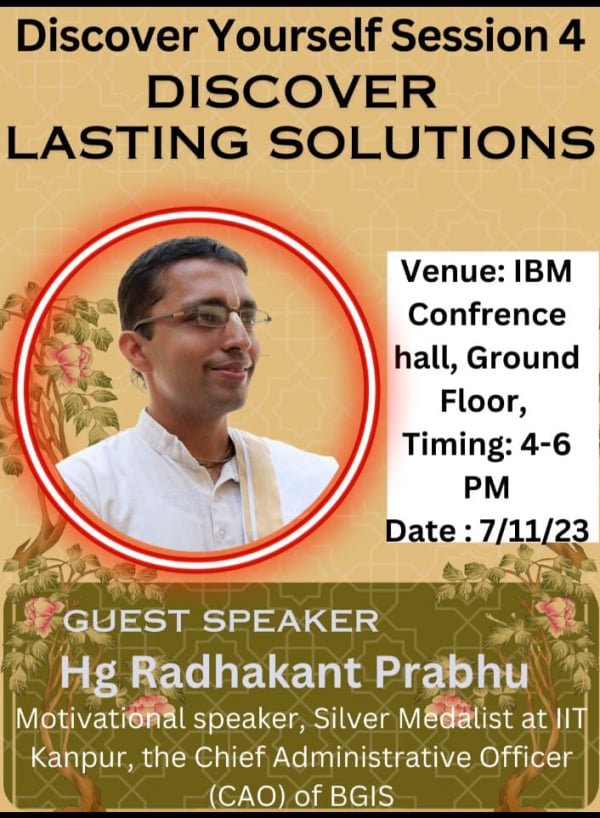 Discover Yourself Session 4
DISCOVER
LASTING SOLUTIONS
Venue: IBM
Confrence
hall, Ground
Floor,
Timing: 4-6
PM
Date : 7/11/23
GUEST SPEAKER
Hg Radhakant Prabhu
Motivational speaker, Silver Medalist at IIT
Kanpur, the Chief Administrative Officer
(CAO) of BGIS